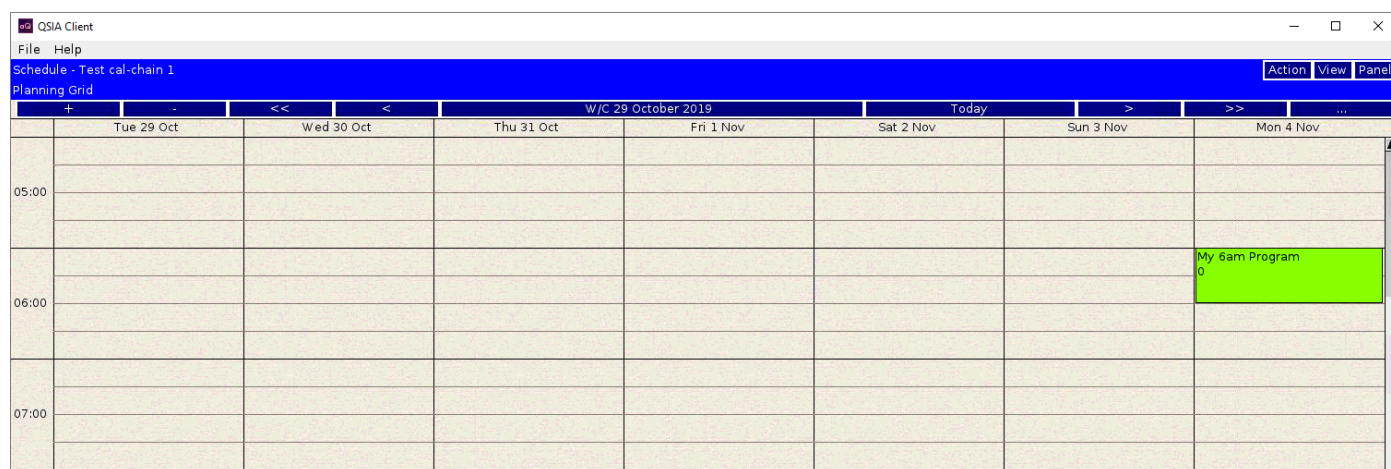 aQ QSIA Client
File Help
Schedule - Test cal-chain 1 Action View Panel
Planning Grid
+ - << < W/C 29 October 2019 Today > >> ...
Tue 29 Oct Wed 30 Oct Thu 31 Oct Fri 1 Nov Sat 2 Nov Sun 3 Nov Mon 4 Nov
05:00
My 6am Program
0
06:00
07:00